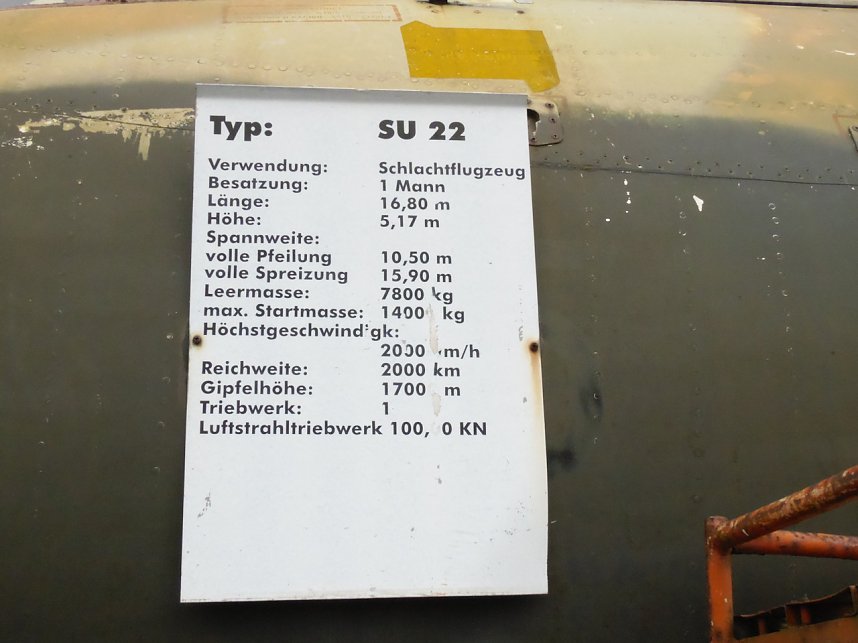 Typ: SU 22
Verwendung: Schlachtflugzeug
Besatzung: 1 Mann
Länge: 16,80 m
Höhe: 5,17 m
Spannweite:
volle Pfeilung 10,50 m
volle Spreizung 15,90 m
Leermasse: 7800 kg
max. Startmasse: 1400 kg
Höchstgeschwind'gk:
2000 m/h
Reichweite: 2000 km
Gipfelhöhe: 1700 m
Triebwerk: 1
Luftstrahltriebwerk 100, 0 KN